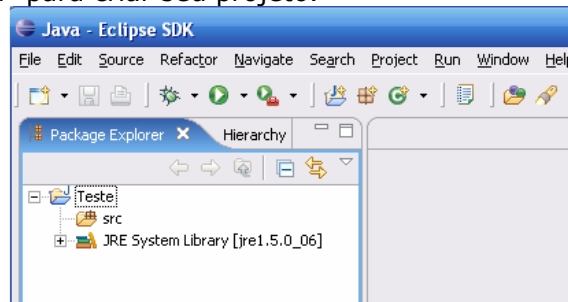 para criar seu projeto.
Java - Eclipse SDK
File Edit Source Refactor Navigate Search Project Run Window Hel
Package Explorer Hierarchy
Teste
src
JRE System Library [jre1.5.0_06]